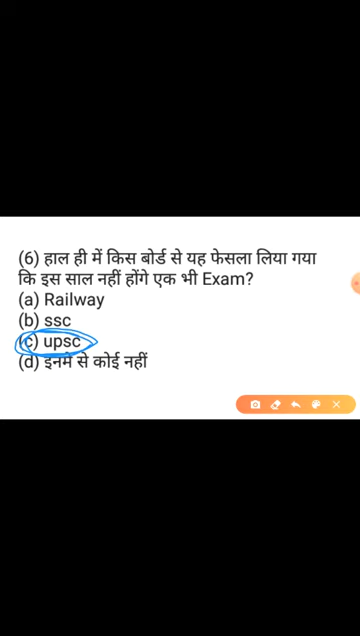 (6) हाल ही में किस बोर्ड से यह फेसला लिया गया
कि इस साल नहीं होंगे एक भी Exam?
(a) Railway
(b) ssc
(c) upsc
(d) इनमें से कोई नहीं